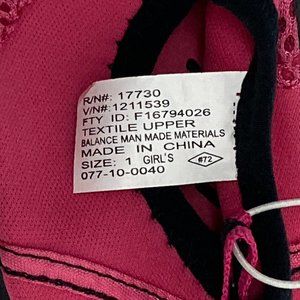 R/N#: 17730
V/N#: 1211539
FTY ID: F16794026
TEXTILE UPPER
BALANCE MAN MADE MATERIALS
MADE IN CHINA
SIZE: 1 GIRL'S
#72
077-10-0040